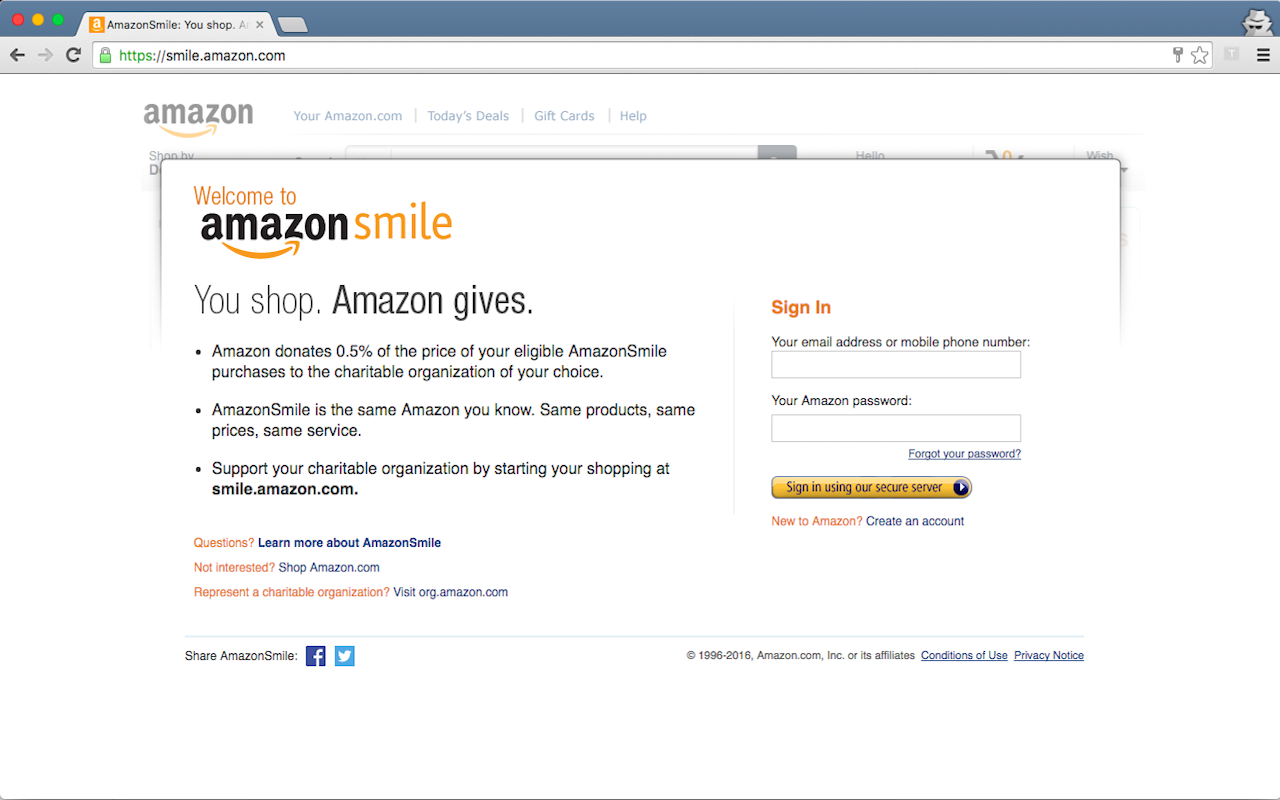 AmazonSmile: You shop. A
https://smile.amazon.com
amazon
Your Amazon.com | Today's Deals | Gift Cards | Help
Shop by
Hello
Wish
Welcome to
amazonsmile
You shop. Amazon gives.
• Amazon donates 0.5% of the price of your eligible AmazonSmile
purchases to the charitable organization of your choice.
• AmazonSmile is the same Amazon you know. Same products, same
prices, same service.
• Support your charitable organization by starting your shopping at
smile.amazon.com.
Questions? Learn more about AmazonSmile
Not interested? Shop Amazon.com
Represent a charitable organization? Visit org.amazon.com
Sign In
Your email address or mobile phone number:
Your Amazon password:
Forgot your password?
Sign in using our secure server
New to Amazon? Create an account
Share AmazonSmile:
© 1996-2016, Amazon.com, Inc. or its affiliates Conditions of Use Privacy Notice